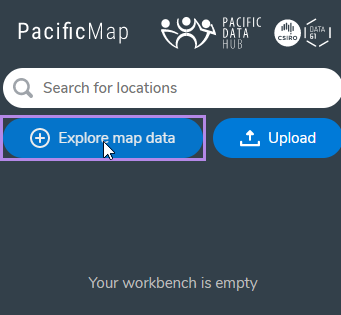 PacificMap
PACIFIC
DATA
HUB
CSIRO
DATA
61
Search for locations
Explore map data
Upload
Your workbench is empty